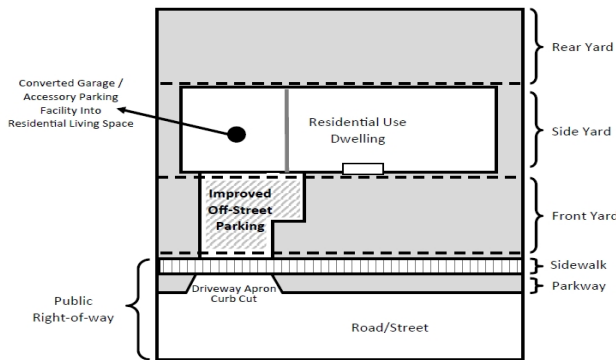 Rear Yard
Converted Garage /
Accessory Parking
Facility Into
Residential Living Space
Residential Use
Dwelling
Side Yard
Improved
Off-Street
Parking
Front Yard
Sidewalk
Public
Right-of-way
Driveway Apron
Curb Cut
Parkway
Road/Street